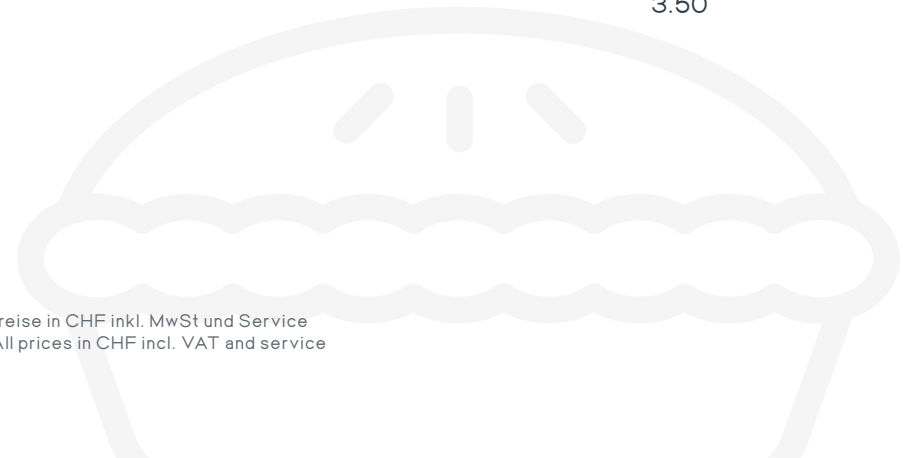 3.50
reise in CHF inkl. MwSt und Service
All prices in CHF incl. VAT and service